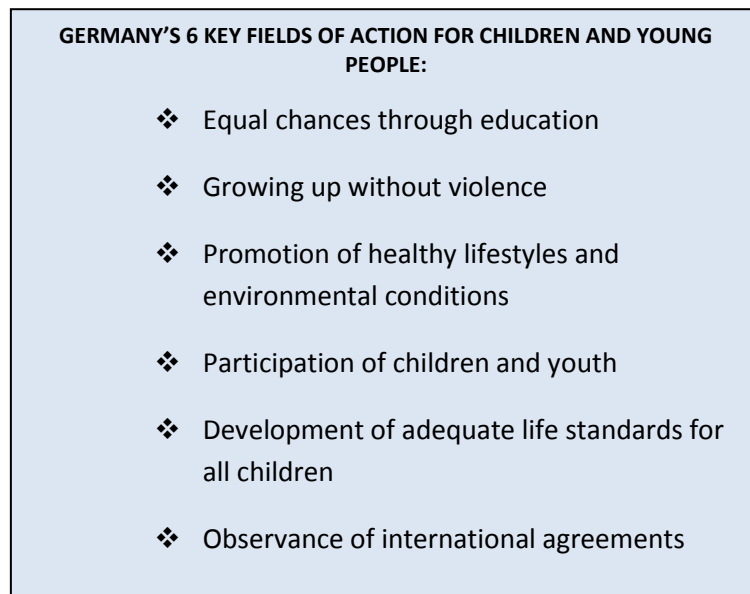 GERMANY’S 6 KEY FIELDS OF ACTION FOR CHILDREN AND YOUNG
PEOPLE:
❖ Equal chances through education
❖ Growing up without violence
❖ Promotion of healthy lifestyles and
environmental conditions
❖ Participation of children and youth
❖ Development of adequate life standards for
all children
❖ Observance of international agreements